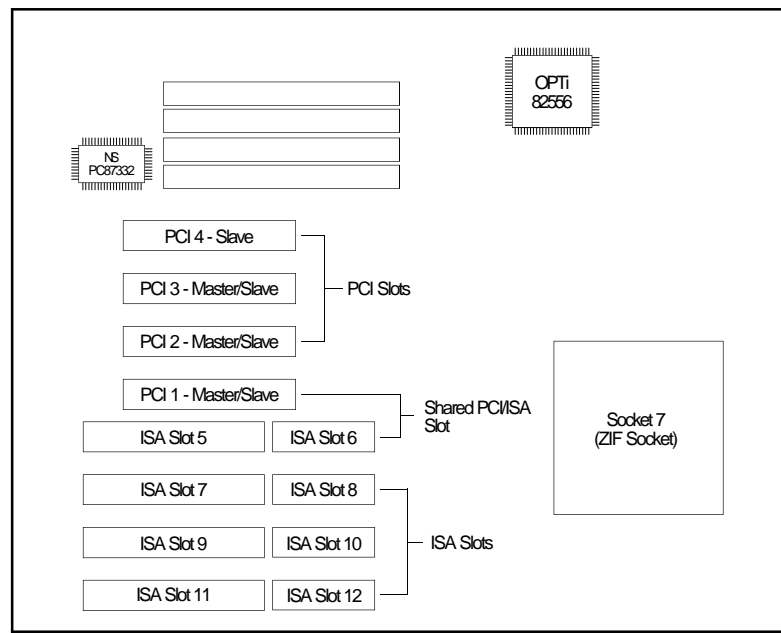 OPTi
82556
NS
PC87332
PCI 4 - Slave
PCI 3 - Master/Slave
PCI Slots
PCI 2 - Master/Slave
PCI 1 - Master/Slave
Shared PCI/ISA
Slot
Socket 7
(ZIF Socket)
ISA Slot 5
ISA Slot 6
ISA Slot 7
ISA Slot 8
ISA Slot 9
ISA Slot 10
ISA Slots
ISA Slot 11
ISA Slot 12